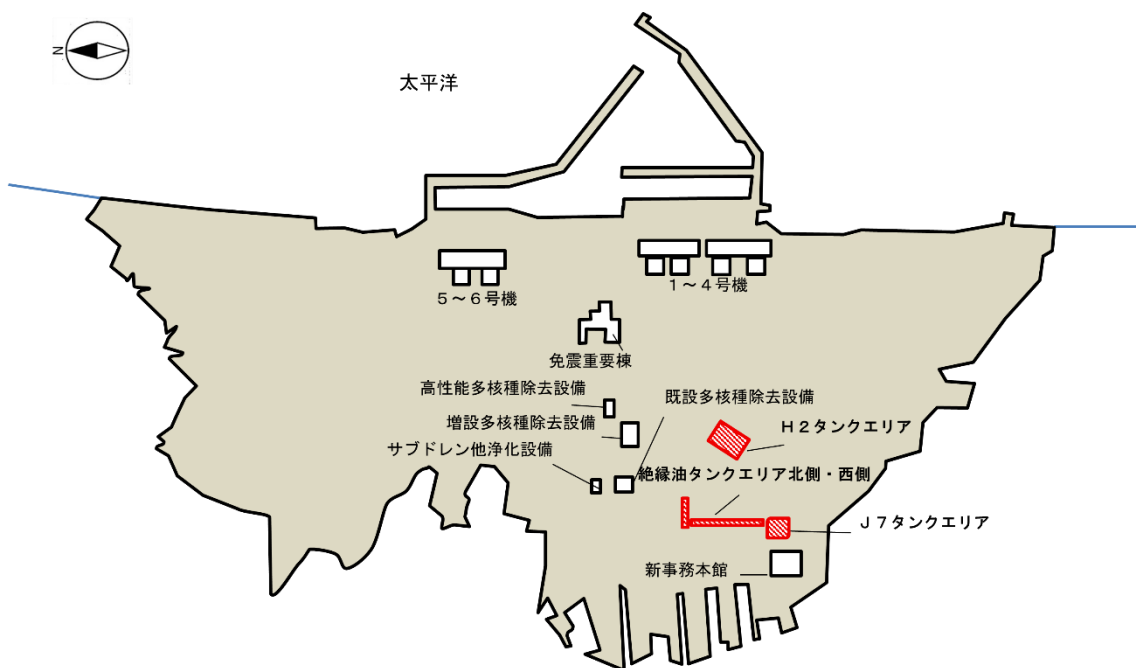 N
太平洋
５～６号機
１～４号機
免震重要棟
高性能多核種除去設備
既設多核種除去設備
増設多核種除去設備
Ｈ２タンクエリア
サブドレン他浄化設備
絶縁油タンクエリア北側・西側
Ｊ７タンクエリア
新事務本館